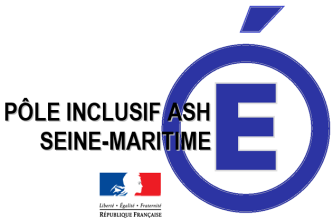 PÔLE INCLUSIF ASH
SEINE-MARITIME
É
Liberté • Égalité • Fraternité
RÉPUBLIQUE FRANÇAISE